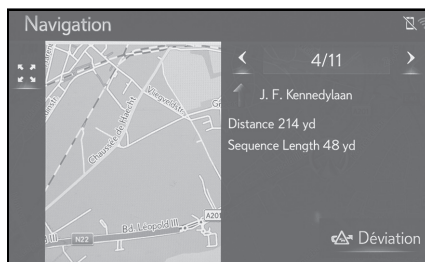 Navigation
4/11
J. F. Kennedylaan
Distance 214 yd
Sequence Length 48 yd
Vliegveldstr.
Chaussée de Haecht
A201
Bd. Léopold III
N22
Déviation